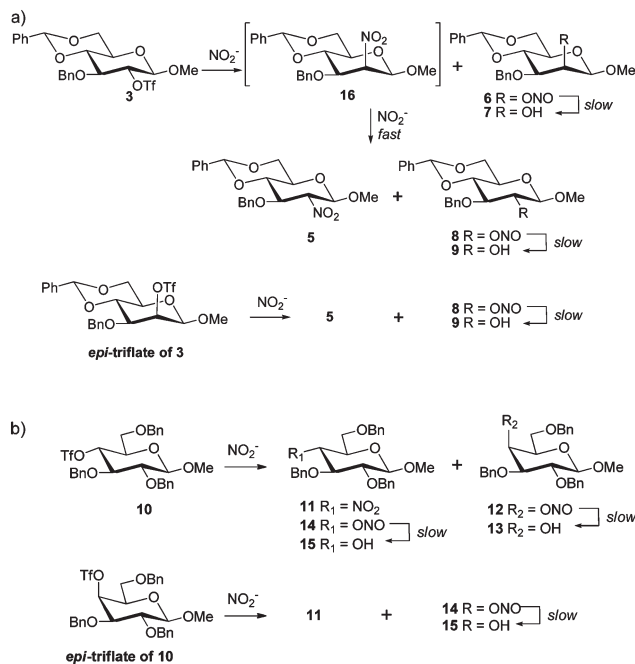 a)
NO₂
R
Ph O O O OMe BnO OTf
NO₂⁻
Ph O O O OMe BnO
+
Ph O O O OMe BnO
3
16
6 R = ONO slow
7 R = OH
NO₂⁻
fast
Ph O O O OMe BnO NO₂
+
Ph O O O OMe BnO R
5
8 R = ONO slow
9 R = OH
OTf
Ph O O O OMe BnO
NO₂⁻
5
+
8 R = ONO slow
9 R = OH
epi-triflate of 3
b)
OBn
TfO O OMe BnO OBn
NO₂⁻
OBn
R₁ O OMe BnO OBn
+
R₂ OBn
O OMe BnO OBn
10
11 R₁ = NO₂
14 R₁ = ONO slow
15 R₁ = OH
12 R₂ = ONO slow
13 R₂ = OH
TfO OBn
O OMe BnO OBn
NO₂⁻
11
+
14 R₁ = ONO slow
15 R₁ = OH
epi-triflate of 10